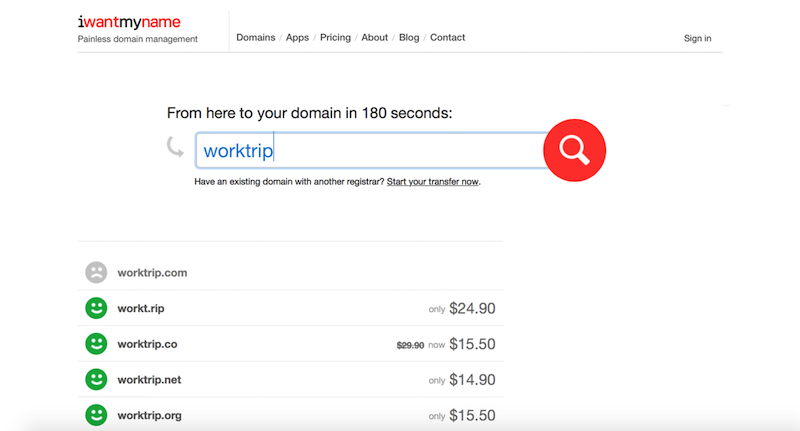 iwantmyname
Painless domain management
Domains / Apps / Pricing / About / Blog / Contact
Sign in
From here to your domain in 180 seconds:
worktrip
Have an existing domain with another registrar? Start your transfer now.
worktrip.com
workt.rip only $24.90
worktrip.co $29.90 now $15.50
worktrip.net only $14.90
worktrip.org only $15.50